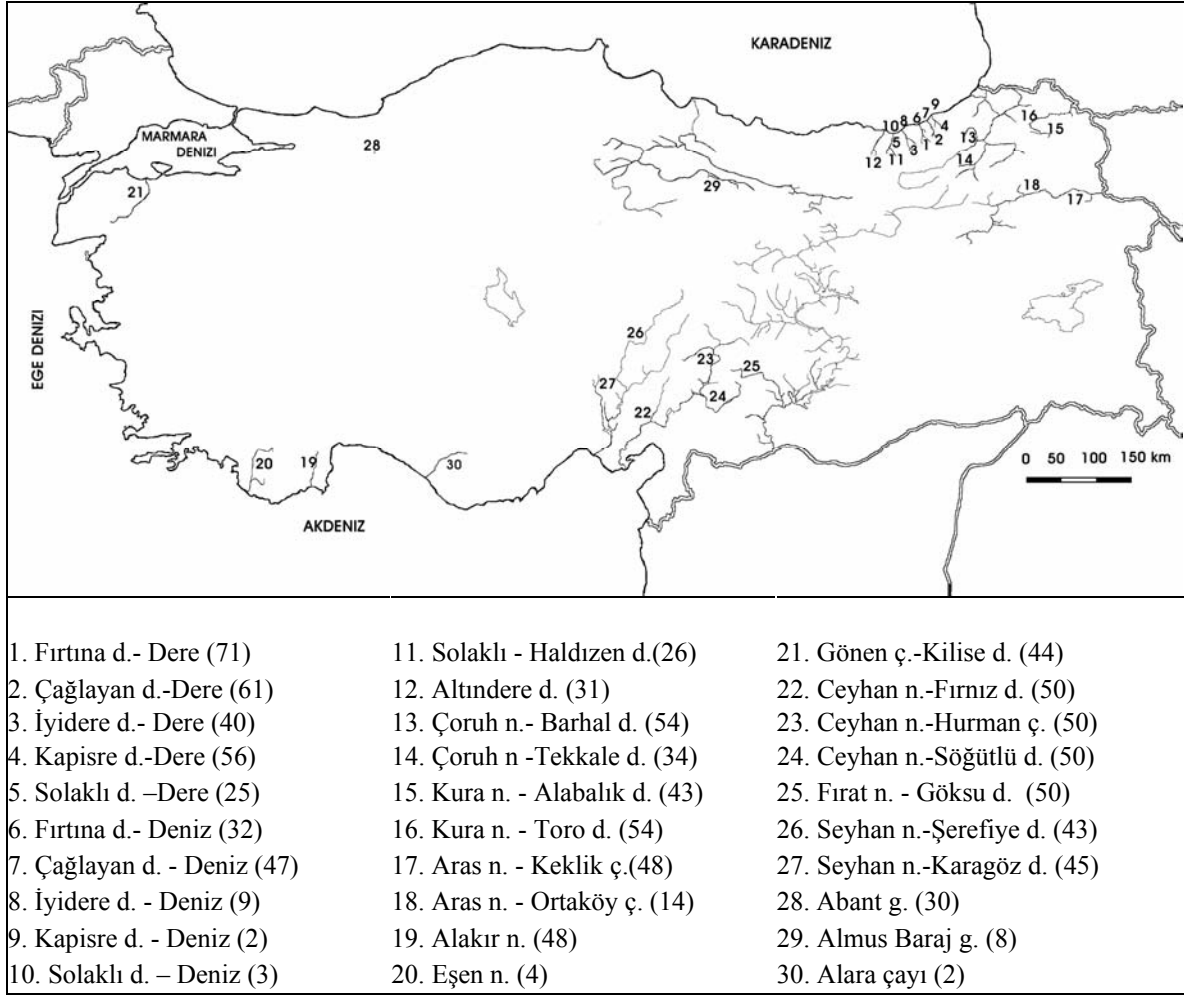 KARADENIZ
MARMARA
DENIZI
EGE DENIZI
AKDENIZ
28
21
10 8 6 7 9
5 3 1 2 4
12 11
13
14
16
15
18
17
29
26
27
23
25
24
22
20
19
30
0 50 100 150 km
1. Fırtına d.- Dere (71)
2. Çağlayan d.-Dere (61)
3. İyidere d.- Dere (40)
4. Kapisre d.-Dere (56)
5. Solaklı d. –Dere (25)
6. Fırtına d.- Deniz (32)
7. Çağlayan d. - Deniz (47)
8. İyidere d. - Deniz (9)
9. Kapisre d. - Deniz (2)
10. Solaklı d. – Deniz (3)
11. Solaklı - Haldızen d.(26)
12. Altındere d. (31)
13. Çoruh n.- Barhal d. (54)
14. Çoruh n -Tekkale d. (34)
15. Kura n. - Alabalık d. (43)
16. Kura n. - Toro d. (54)
17. Aras n. - Keklik ç.(48)
18. Aras n. - Ortaköy ç. (14)
19. Alakır n. (48)
20. Eşen n. (4)
21. Gönen ç.-Kilise d. (44)
22. Ceyhan n.-Fırnız d. (50)
23. Ceyhan n.-Hurman ç. (50)
24. Ceyhan n.-Söğütlü d. (50)
25. Fırat n. - Göksu d. (50)
26. Seyhan n.-Şerefiye d. (43)
27. Seyhan n.-Karagöz d. (45)
28. Abant g. (30)
29. Almus Baraj g. (8)
30. Alara çayı (2)